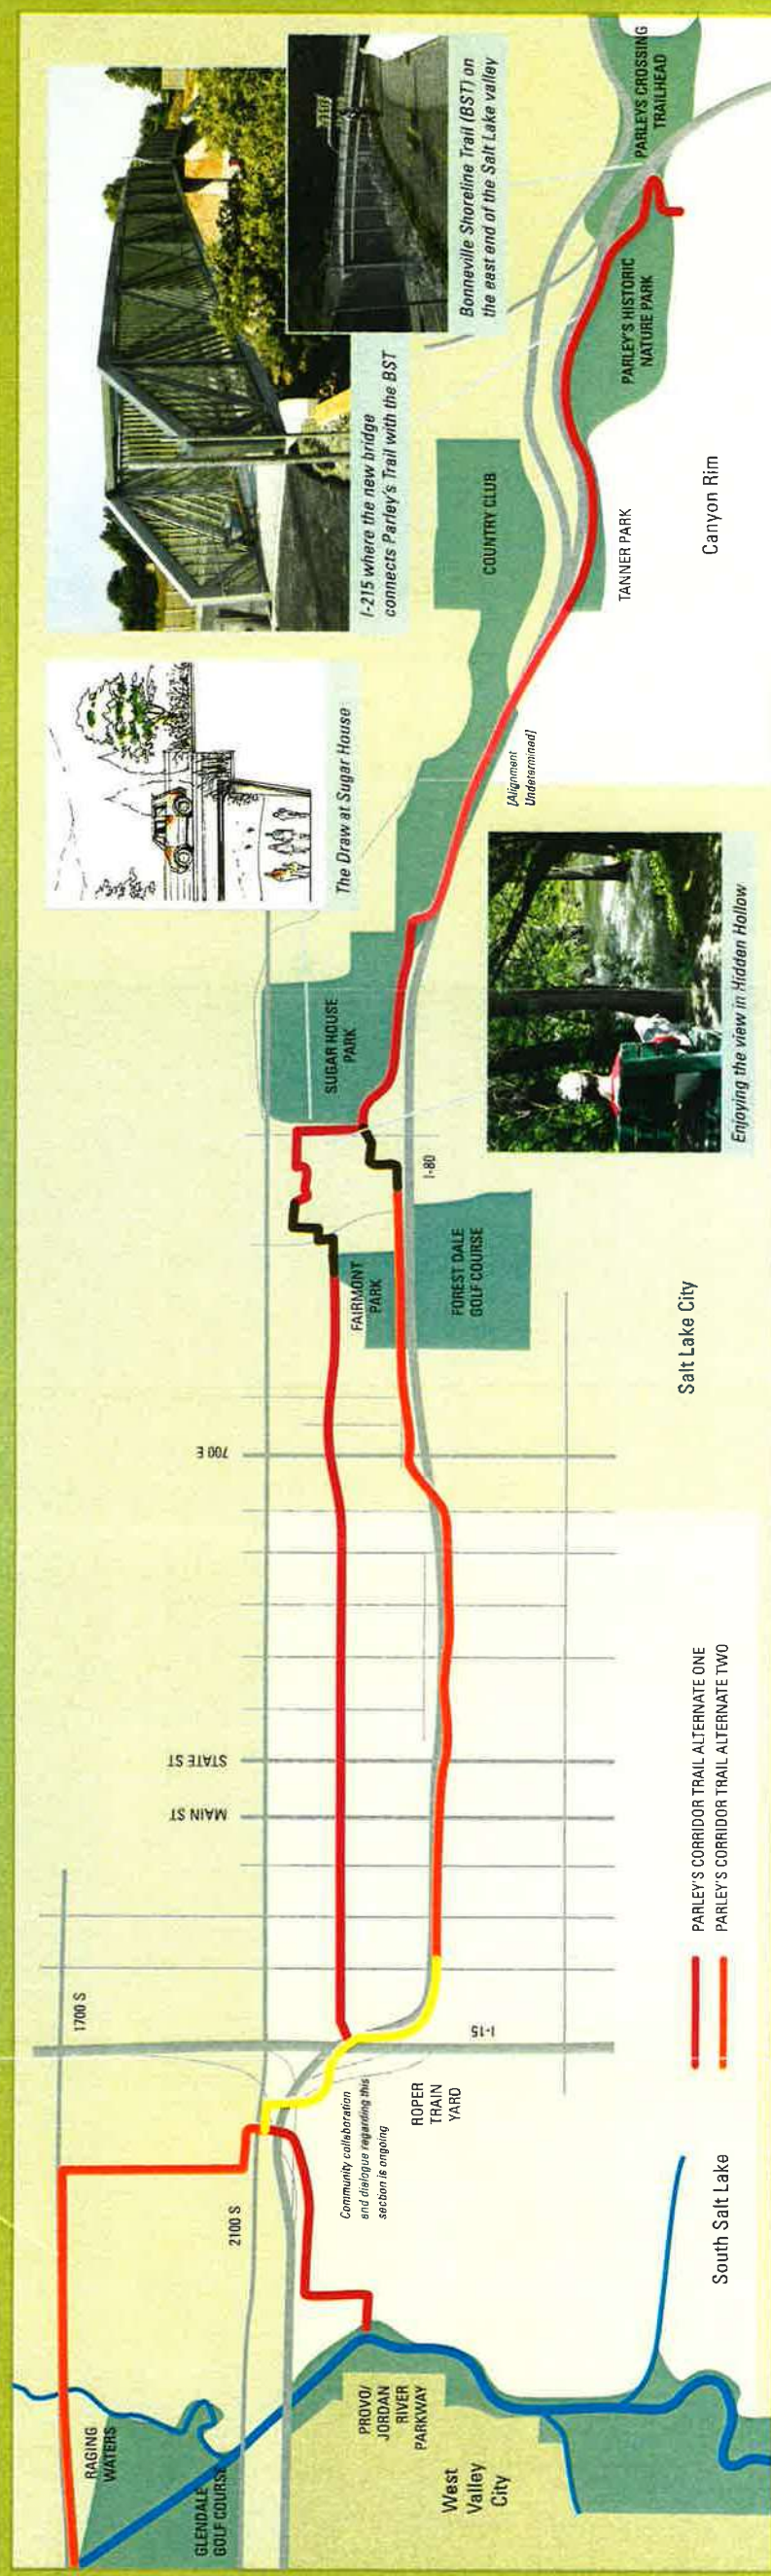 PARLEYS CROSSING
TRAILHEAD
Bonneville Shoreline Trail (BST) on
the east end of the Salt Lake valley
PARLEY'S HISTORIC
NATURE PARK
I-215 where the new bridge
connects Parley's Trail with the BST
COUNTRY CLUB
TANNER PARK
Canyon Rim
The Draw at Sugar House
[Alignment
Undetermined]
SUGAR HOUSE
PARK
Enjoying the view in Hidden Hollow
I-80
FAIRMONT
PARK
FOREST DALE
GOLF COURSE
Salt Lake City
700 E
STATE ST
MAIN ST
PARLEY'S CORRIDOR TRAIL ALTERNATE ONE
PARLEY'S CORRIDOR TRAIL ALTERNATE TWO
1700 S
I-15
Community collaboration
and dialogue regarding this
section is ongoing
ROPER
TRAIN
YARD
2100 S
South Salt Lake
PROVO/
JORDAN
RIVER
PARKWAY
RAGING
WATERS
GLENDALE
GOLF COURSE
West
Valley
City